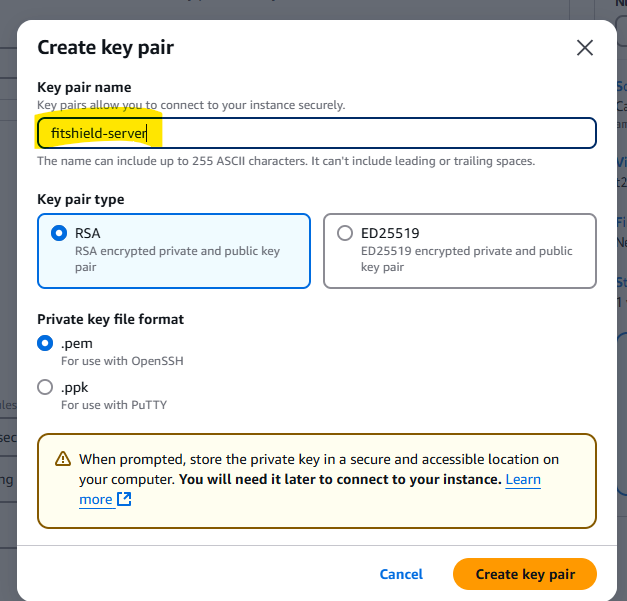 Create key pair
Key pair name
Key pairs allow you to connect to your instance securely.
fitshield-server
The name can include up to 255 ASCII characters. It can't include leading or trailing spaces.
Key pair type
RSA
RSA encrypted private and public key
pair
ED25519
ED25519 encrypted private and public
key pair
Private key file format
.pem
For use with OpenSSH
.ppk
For use with PuTTY
When prompted, store the private key in a secure and accessible location on
your computer. You will need it later to connect to your instance. Learn
more
Cancel
Create key pair